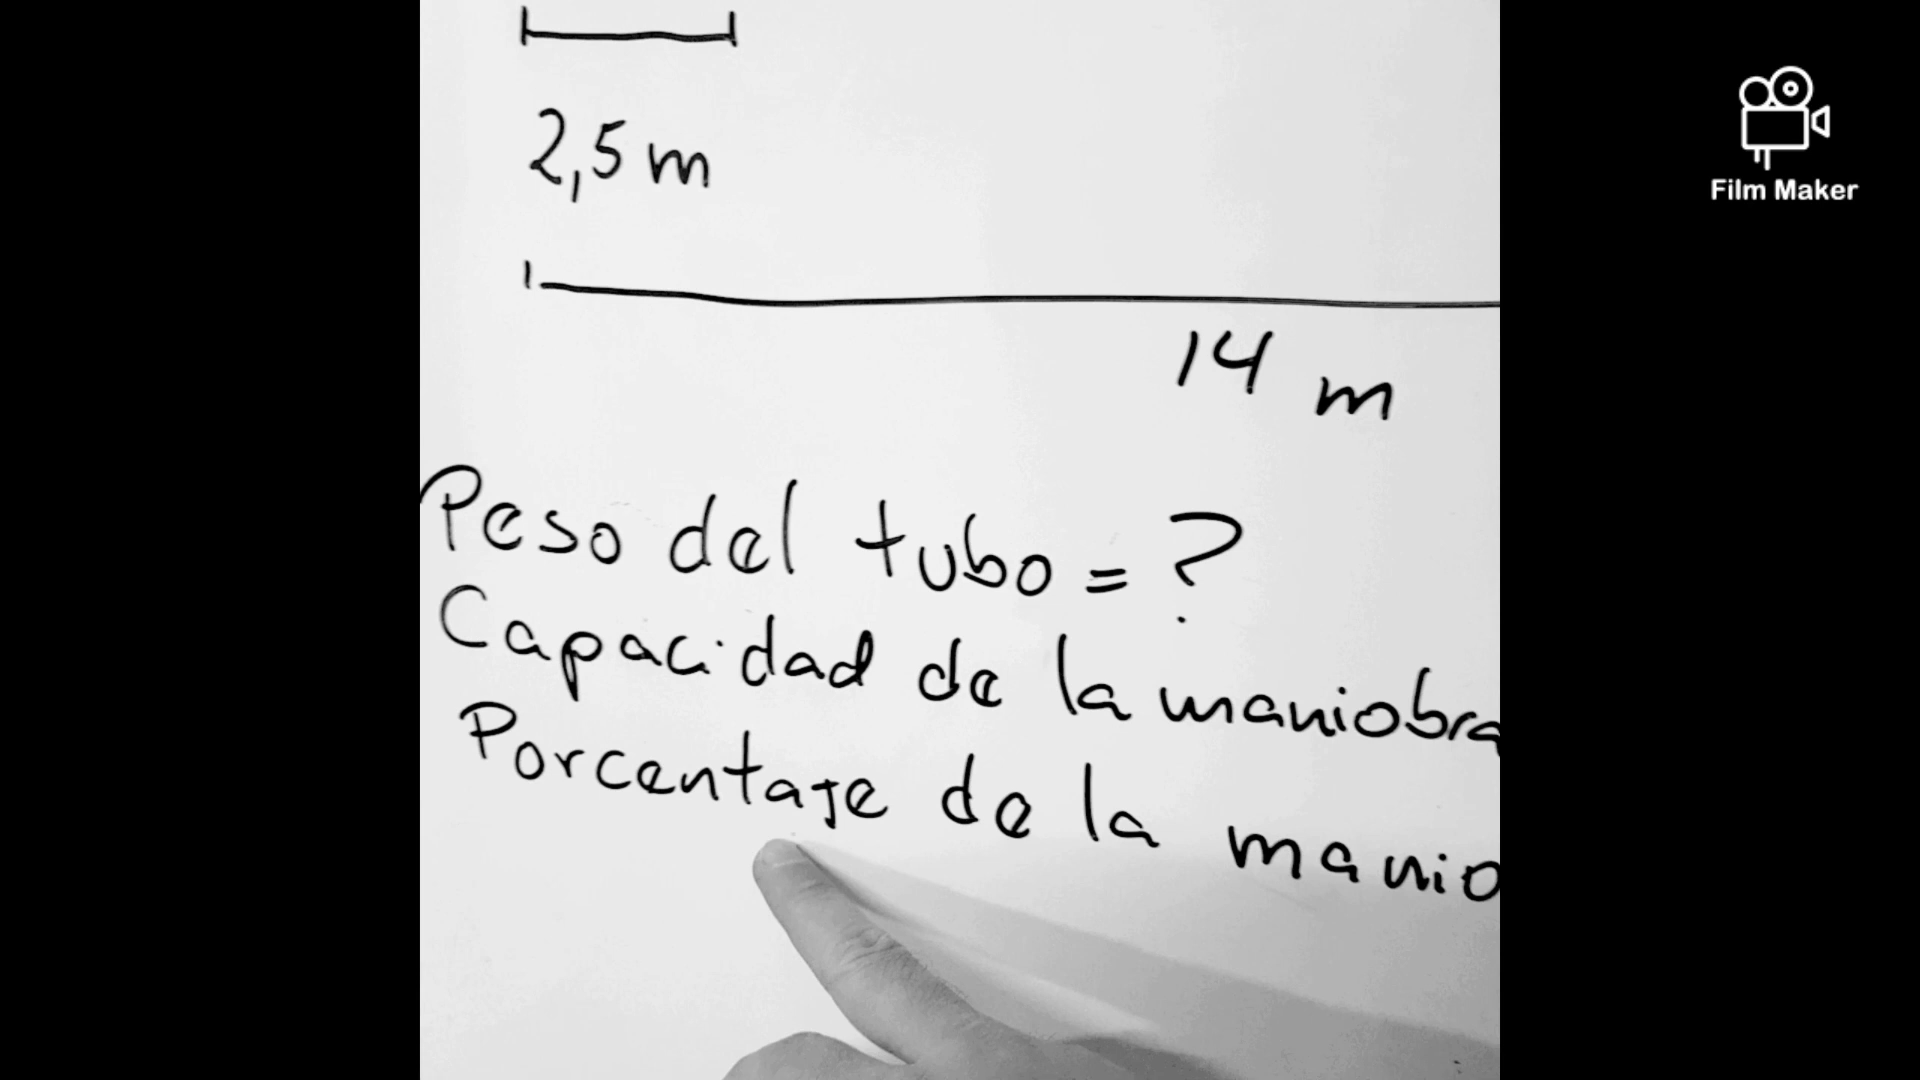 2,5 m
Film Maker
14 m
Peso del tubo = ?
Capacidad de la maniobra
Porcentaje de la manio